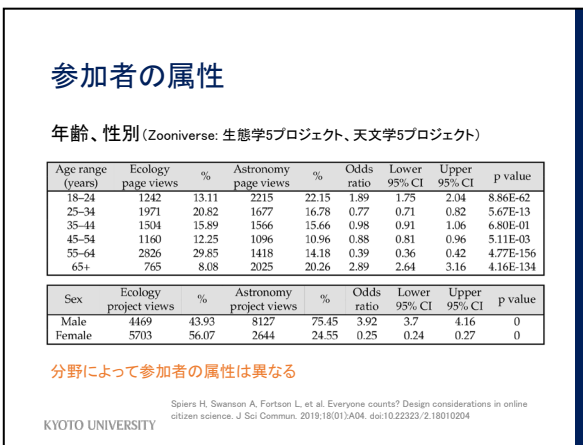 参加者の属性
年齢、性別(Zooniverse: 生態学5プロジェクト、天文学5プロジェクト)
Age range (years) Ecology page views % Astronomy page views % Odds ratio Lower 95% CI Upper 95% CI p value
18–24 1242 13.11 2215 22.15 1.89 1.75 2.04 8.86E-62
25–34 1971 20.82 1677 16.78 0.77 0.71 0.82 5.67E-13
35–44 1504 15.89 1566 15.66 0.98 0.91 1.06 6.80E-01
45–54 1160 12.25 1096 10.96 0.88 0.81 0.96 5.11E-03
55–64 2826 29.85 1418 14.18 0.39 0.36 0.42 4.77E-156
65+ 765 8.08 2025 20.26 2.89 2.64 3.16 4.16E-134
Sex Ecology project views % Astronomy project views % Odds ratio Lower 95% CI Upper 95% CI p value
Male 4469 43.93 8127 75.45 3.92 3.7 4.16 0
Female 5703 56.07 2644 24.55 0.25 0.24 0.27 0
分野によって参加者の属性は異なる
Spiers H, Swanson A, Fortson L, et al. Everyone counts? Design considerations in online
citizen science. J Sci Commun. 2019;18(01):A04. doi:10.22323/2.18010204
KYOTO UNIVERSITY